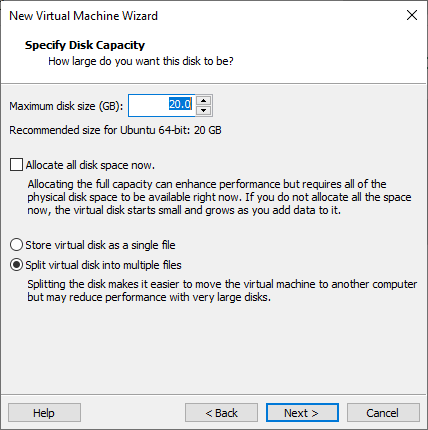 New Virtual Machine Wizard
Specify Disk Capacity
How large do you want this disk to be?
Maximum disk size (GB): 20.0
Recommended size for Ubuntu 64-bit: 20 GB
Allocate all disk space now.
Allocating the full capacity can enhance performance but requires all of the
physical disk space to be available right now. If you do not allocate all the space
now, the virtual disk starts small and grows as you add data to it.
Store virtual disk as a single file
Split virtual disk into multiple files
Splitting the disk makes it easier to move the virtual machine to another computer
but may reduce performance with very large disks.
Help < Back Next > Cancel